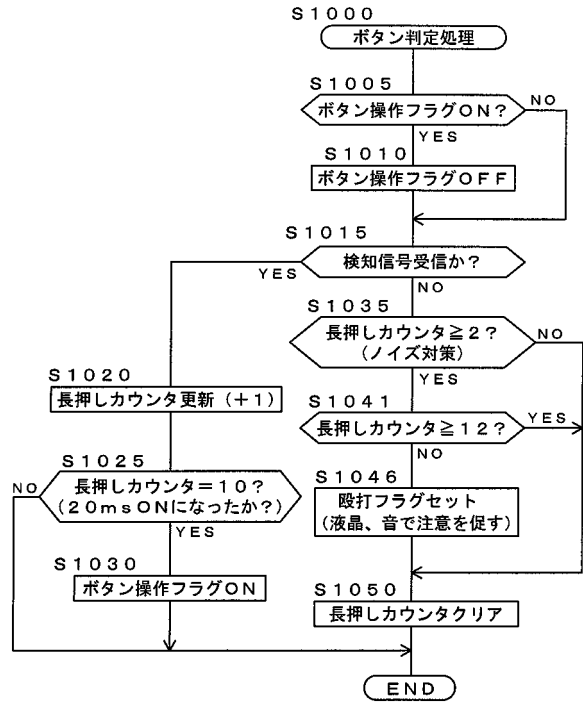 S1000
ボタン判定処理
S1005
ボタン操作フラグON?
NO
YES
S1010
ボタン操作フラグOFF
S1015
検知信号受信か?
YES
NO
S1035
長押しカウンタ≧2?
(ノイズ対策)
NO
YES
S1020
長押しカウンタ更新(+1)
S1041
長押しカウンタ≧12?
YES
NO
S1025
長押しカウンタ=10?
(20msONになったか?)
NO
YES
S1046
殴打フラグセット
(液晶、音で注意を促す)
S1030
ボタン操作フラグON
S1050
長押しカウンタクリア
END